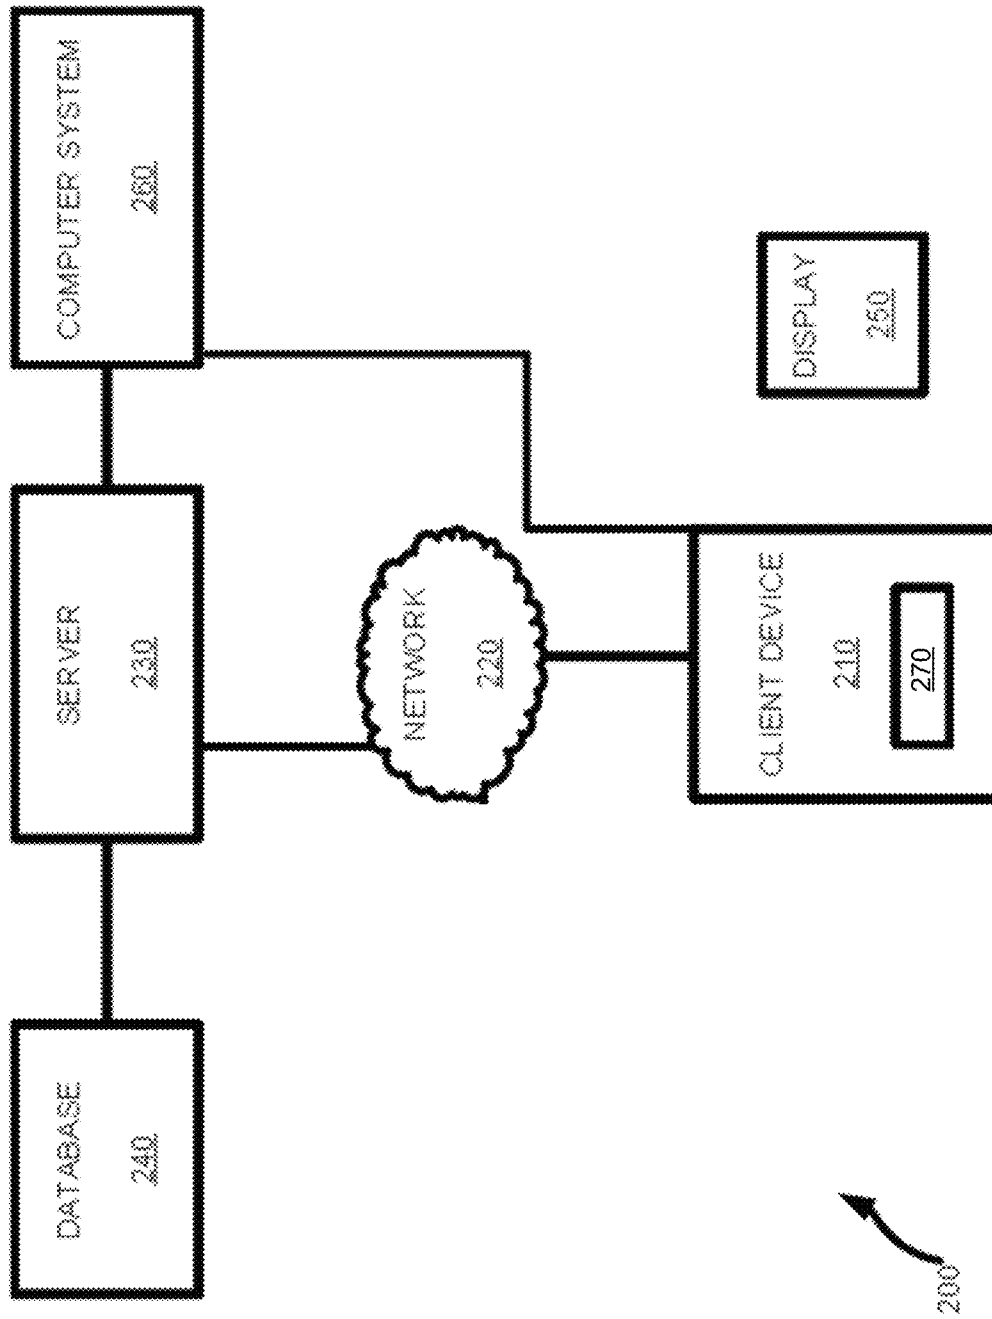 DATABASE
240
SERVER
230
COMPUTER SYSTEM
260
NETWORK
220
CLIENT DEVICE
210
270
DISPLAY
250
200